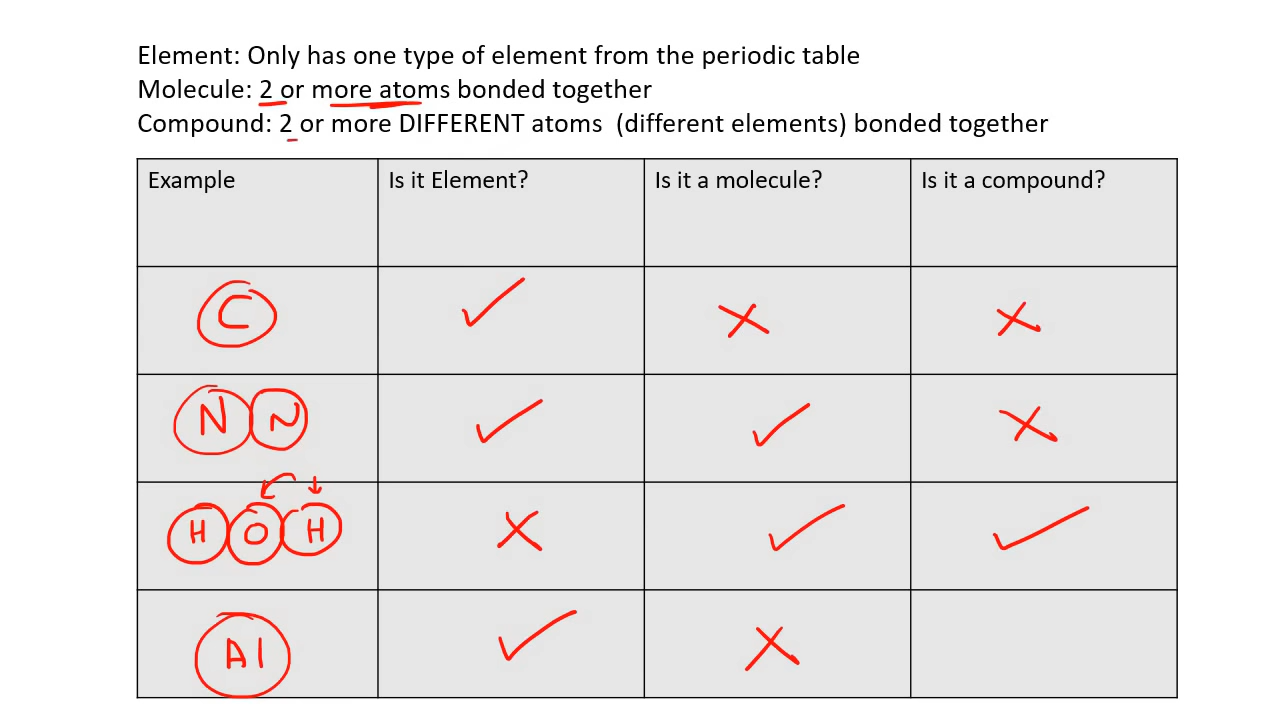 Element: Only has one type of element from the periodic table
Molecule: 2 or more atoms bonded together
Compound: 2 or more DIFFERENT atoms (different elements) bonded together
Example Is it Element? Is it a molecule? Is it a compound?
C ✓ ✗ ✗
N N ✓ ✓ ✗
H O H ✗ ✓ ✓
Al ✓ ✗